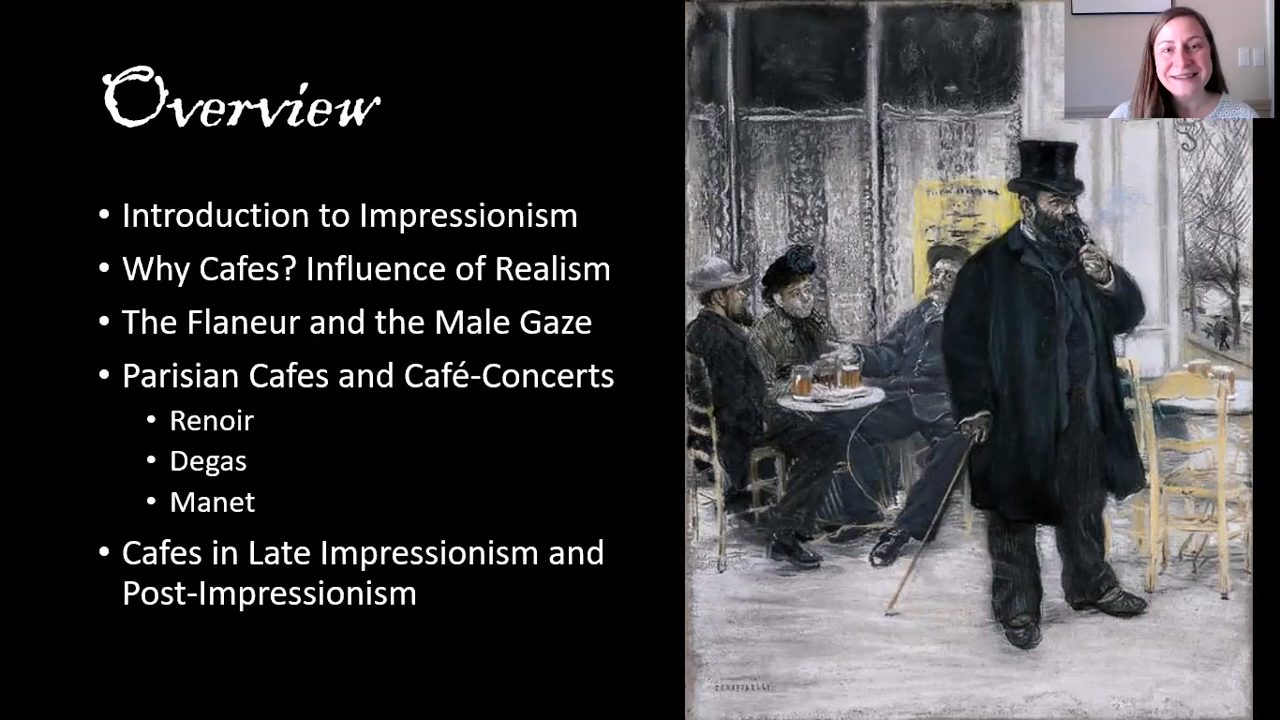 Overview
• Introduction to Impressionism
• Why Cafes? Influence of Realism
• The Flaneur and the Male Gaze
• Parisian Cafes and Café-Concerts
• Renoir
• Degas
• Manet
• Cafes in Late Impressionism and
Post-Impressionism